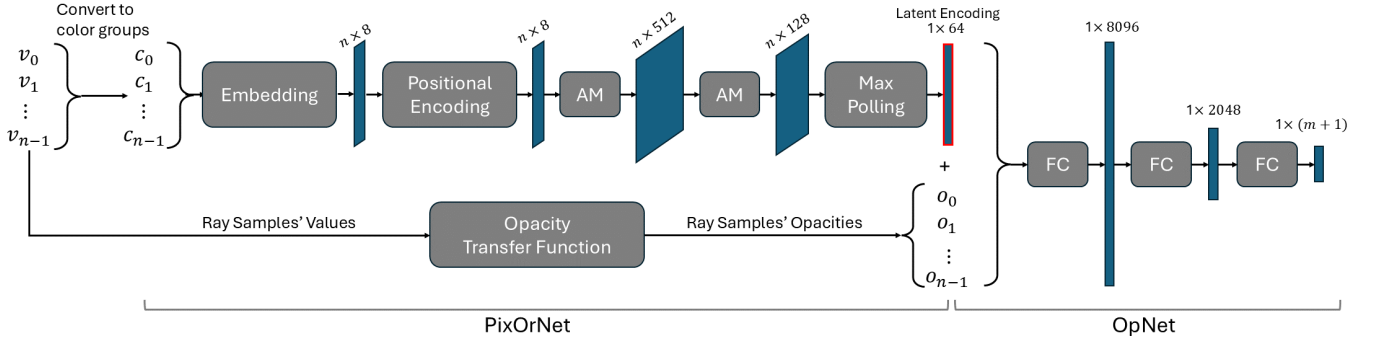 Convert to
color groups
v₀
v₁
⋮
vₙ₋₁
c₀
c₁
⋮
cₙ₋₁
Embedding
n × 8
Positional
Encoding
n × 8
AM
n × 512
AM
n × 128
Max
Polling
Latent Encoding
1× 64
+
Ray Samples’ Values
Opacity
Transfer Function
Ray Samples’ Opacities
o₀
o₁
⋮
oₙ₋₁
FC
1× 8096
FC
1× 2048
FC
1× (m + 1)
PixOrNet
OpNet